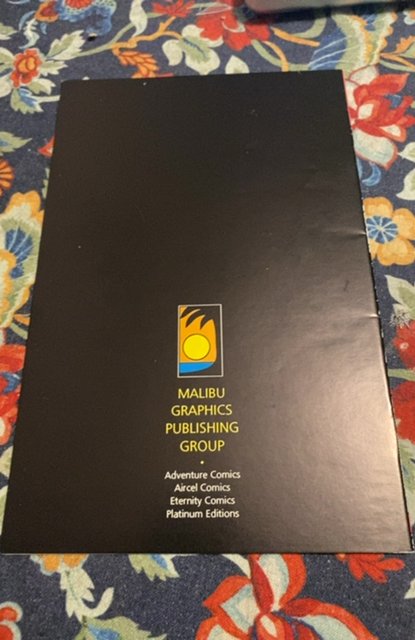 MALIBU
GRAPHICS
PUBLISHING
GROUP
•
Adventure Comics
Aircel Comics
Eternity Comics
Platinum Editions